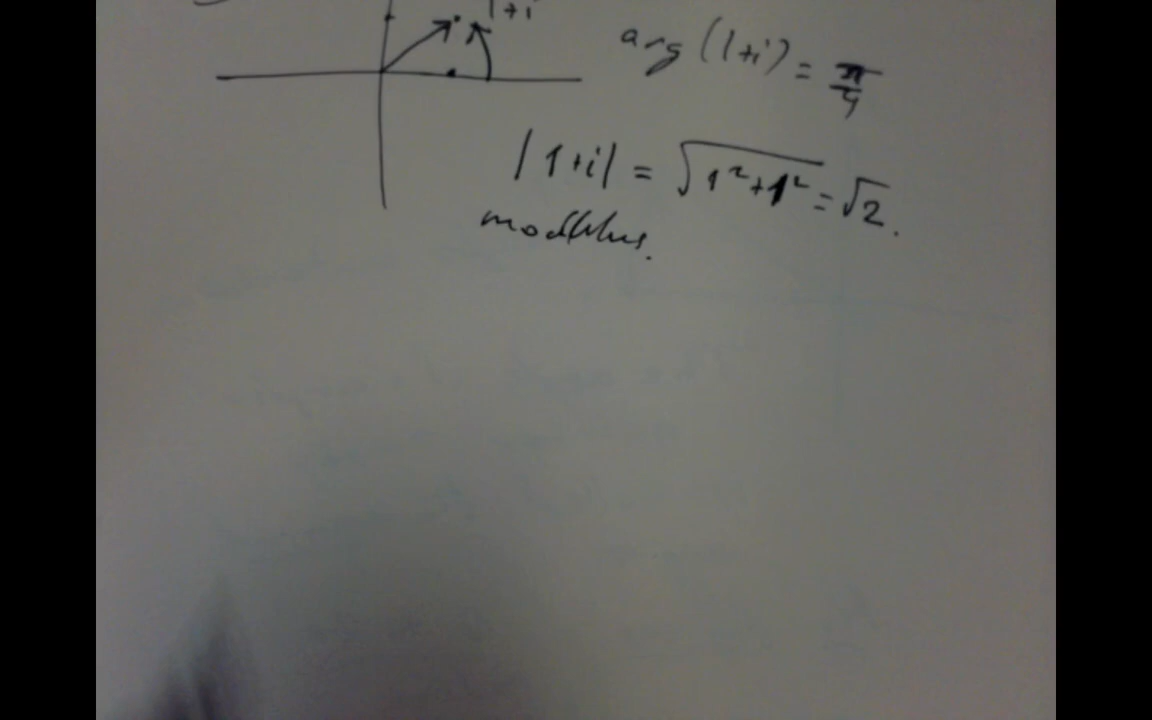 1+i
arg (1+i) = π/4
|1+i| = √1²+1² = √2.
modulus.